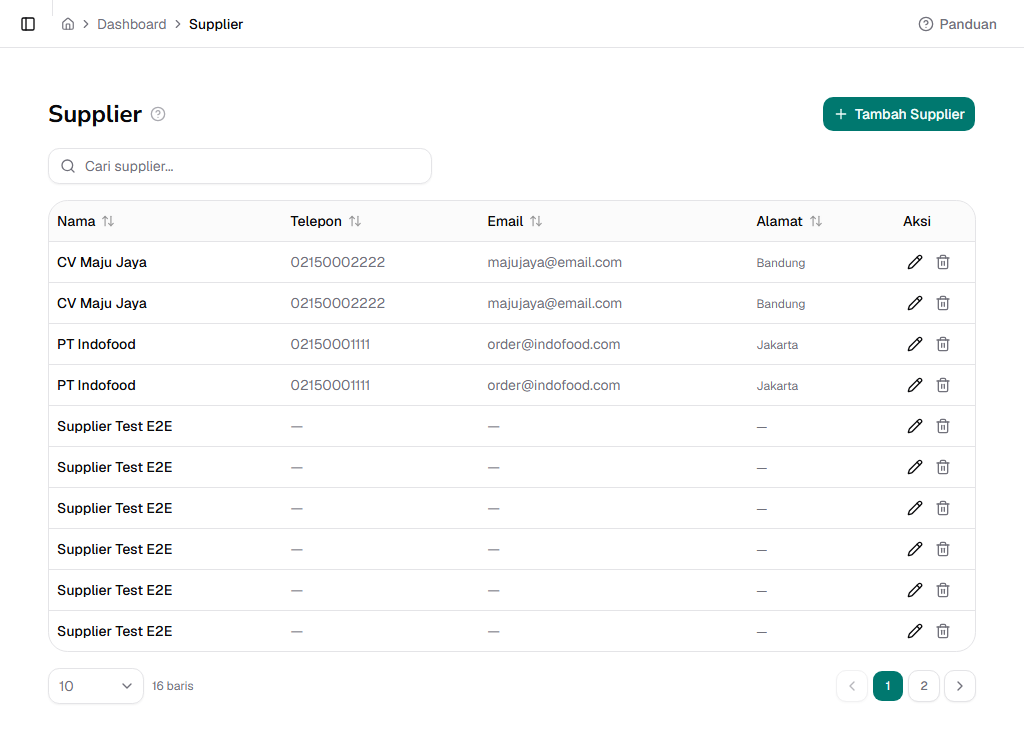 Dashboard > Supplier
Panduan
Supplier
+ Tambah Supplier
Cari supplier...
Nama Telepon Email Alamat Aksi
CV Maju Jaya 02150002222 majujaya@email.com Bandung
CV Maju Jaya 02150002222 majujaya@email.com Bandung
PT Indofood 02150001111 order@indofood.com Jakarta
PT Indofood 02150001111 order@indofood.com Jakarta
Supplier Test E2E — — —
Supplier Test E2E — — —
Supplier Test E2E — — —
Supplier Test E2E — — —
Supplier Test E2E — — —
Supplier Test E2E — — —
10 16 baris 1 2